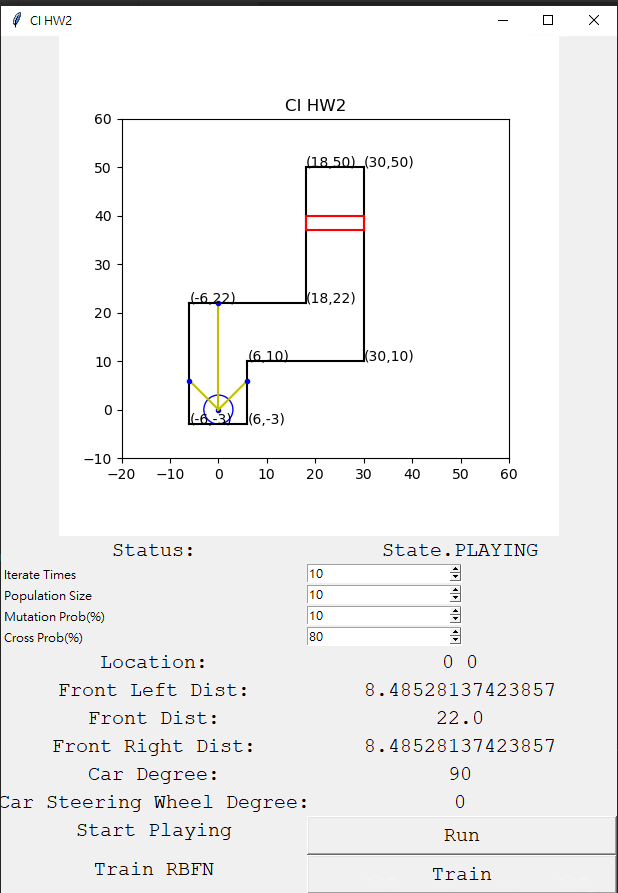 CI HW2
CI HW2
60
50
40
30
20
10
0
−10
−20 −10 0 10 20 30 40 50 60
(18,50) (30,50)
(-6,22) (18,22)
(6,10) (30,10)
(-6,-3) (6,-3)
Status: State.PLAYING
Iterate Times 10
Population Size 10
Mutation Prob(%) 10
Cross Prob(%) 80
Location: 0 0
Front Left Dist: 8.48528137423857
Front Dist: 22.0
Front Right Dist: 8.48528137423857
Car Degree: 90
Car Steering Wheel Degree: 0
Start Playing Run
Train RBFN Train